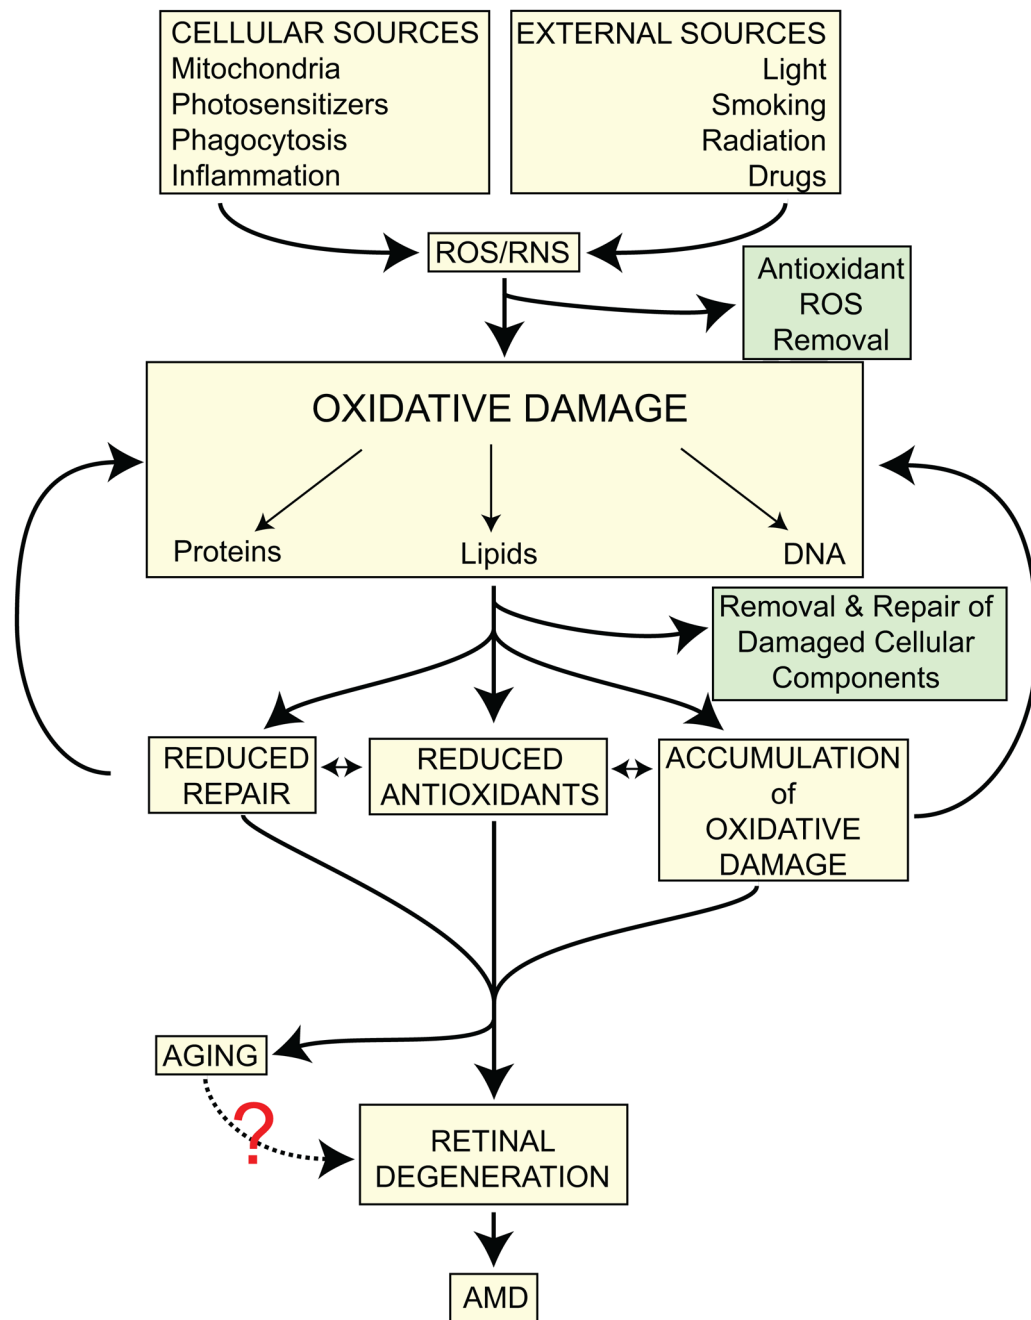 CELLULAR SOURCES
Mitochondria
Photosensitizers
Phagocytosis
Inflammation
EXTERNAL SOURCES
Light
Smoking
Radiation
Drugs
ROS/RNS
Antioxidant
ROS
Removal
OXIDATIVE DAMAGE
Proteins
Lipids
DNA
Removal & Repair of
Damaged Cellular
Components
REDUCED
REPAIR
REDUCED
ANTIOXIDANTS
ACCUMULATION
of
OXIDATIVE
DAMAGE
AGING
?
RETINAL
DEGENERATION
AMD